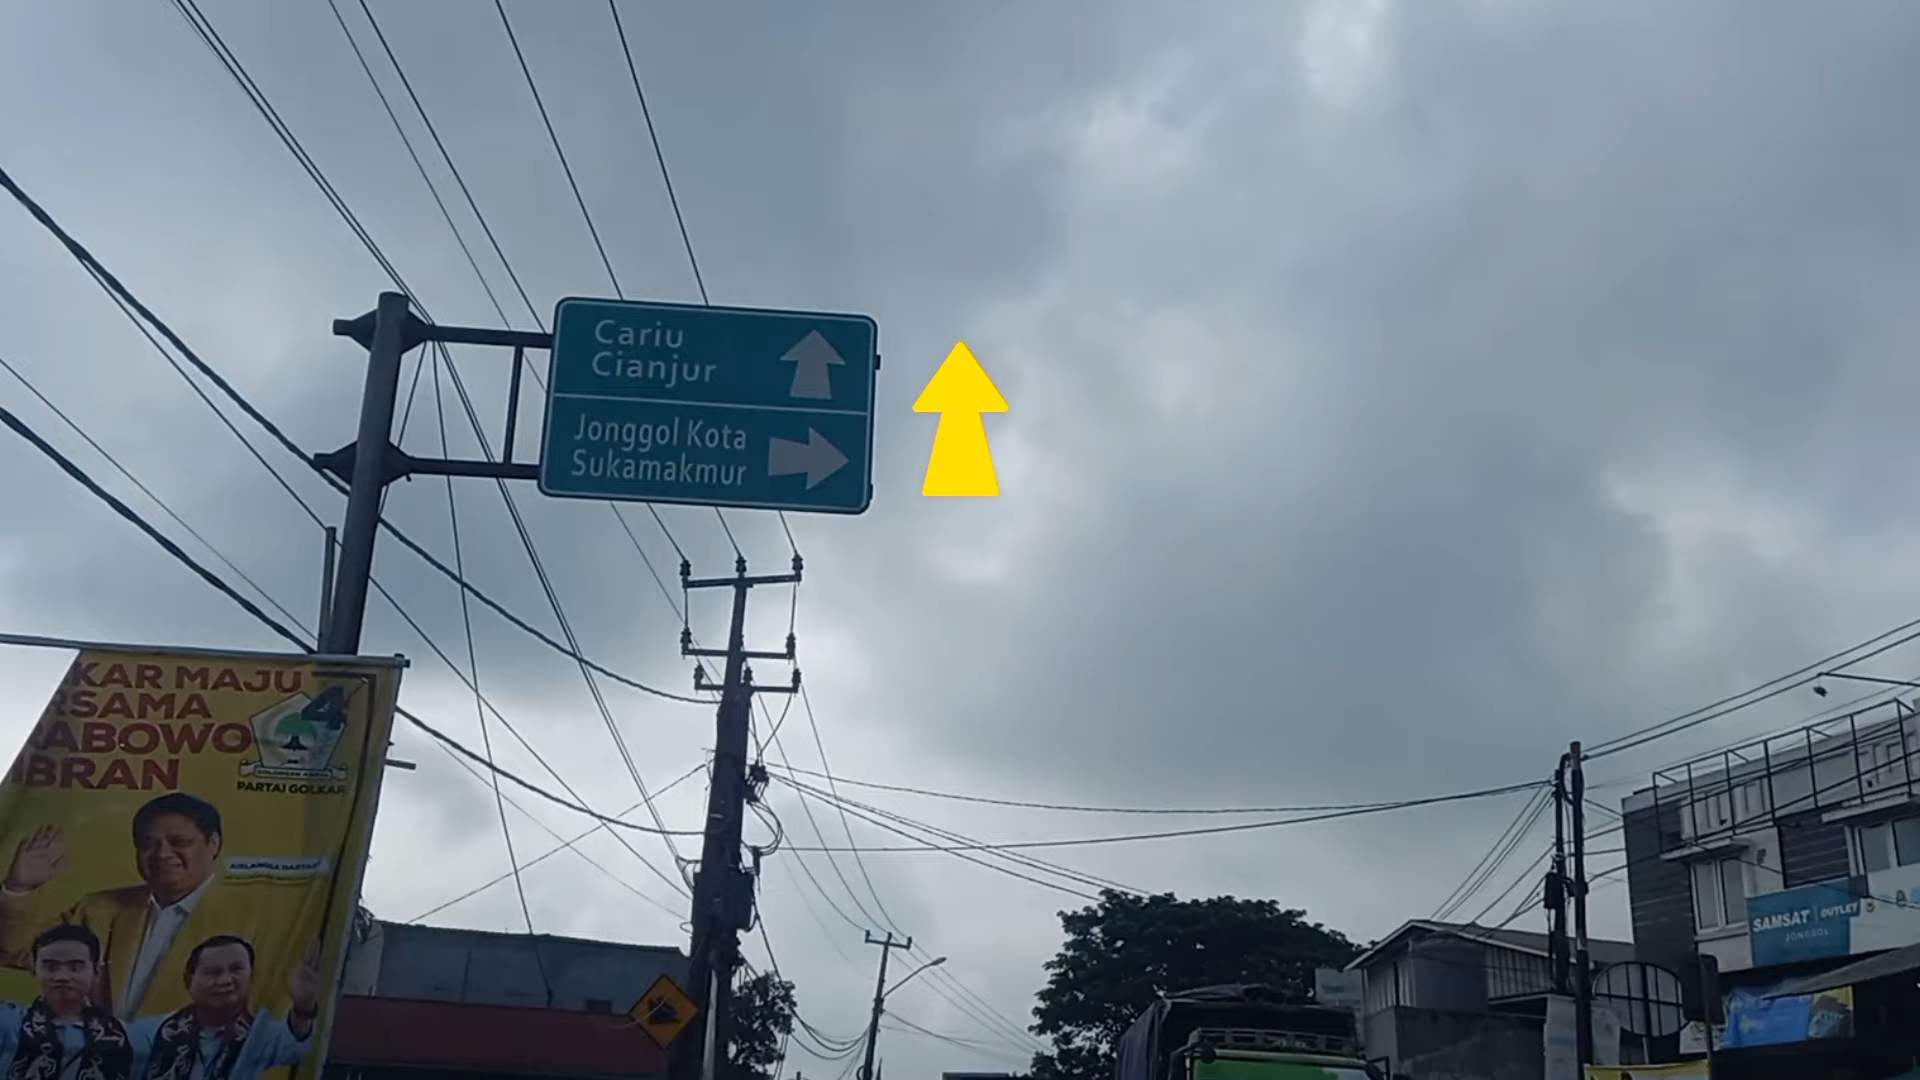 Cariu
Cianjur
Jonggol Kota
Sukamakmur
KAR MAJU
RSAMA
ABOWO
BRAN
4
PARTAI GOLKAR
SAMSAT OUTLET
JONGGOL